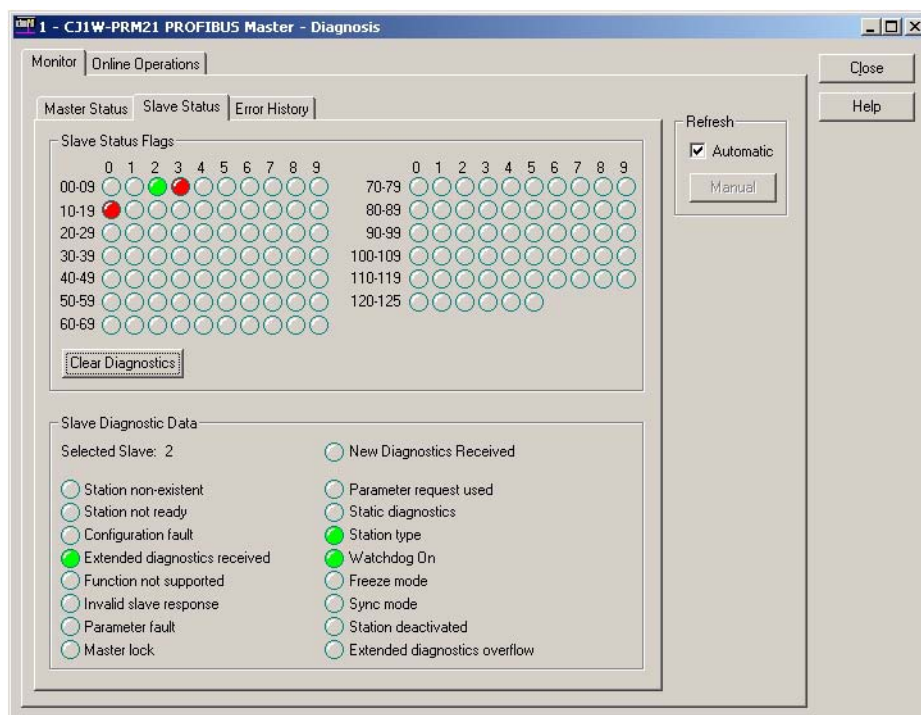 1 - CJ1W-PRM21 PROFIBUS Master - Diagnosis
Monitor Online Operations
Close
Help
Master Status Slave Status Error History
Refresh
Automatic
Manual
Slave Status Flags
0 1 2 3 4 5 6 7 8 9
00-09
10-19
20-29
30-39
40-49
50-59
60-69
0 1 2 3 4 5 6 7 8 9
70-79
80-89
90-99
100-109
110-119
120-125
Clear Diagnostics
Slave Diagnostic Data
Selected Slave: 2
Station non-existent
Station not ready
Configuration fault
Extended diagnostics received
Function not supported
Invalid slave response
Parameter fault
Master lock
New Diagnostics Received
Parameter request used
Static diagnostics
Station type
Watchdog On
Freeze mode
Sync mode
Station deactivated
Extended diagnostics overflow